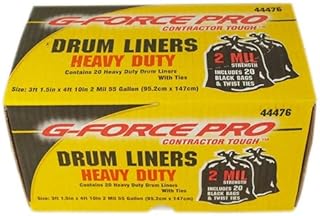 44476
G-FORCE PRO
CONTRACTOR TOUGH™
DRUM LINERS
HEAVY DUTY
Contains 20 Heavy Duty Drum Liners
With Ties
Size: 3ft 1.5in x 4ft 10in 2 Mil 55 Gallon (95.2cm x 147cm)
2 MIL
STRENGTH
INCLUDES 20
BLACK BAGS
& TWIST TIES
44476
G-FORCE PRO
CONTRACTOR TOUGH™
DRUM LINERS
HEAVY DUTY
Contains 20 Heavy Duty Drum Liners
With Ties
Size: 3ft 1.5in x 4ft 10in 2 Mil 55 Gallon (95.2cm x 147cm)
2 MIL
STRENGTH
INCLUDES 20
BLACK BAGS
& TWIST TIES